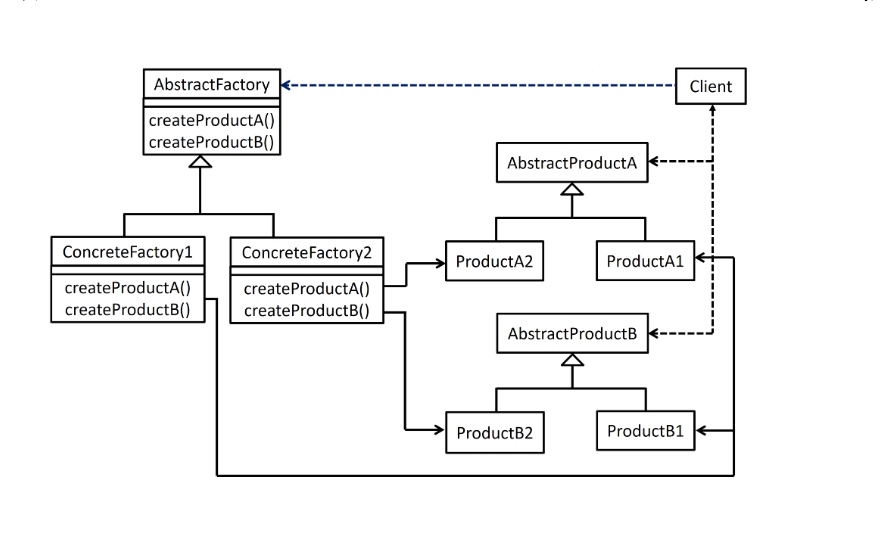 AbstractFactory
createProductA()
createProductB()
Client
AbstractProductA
ConcreteFactory1
createProductA()
createProductB()
ConcreteFactory2
createProductA()
createProductB()
ProductA2
ProductA1
AbstractProductB
ProductB2
ProductB1